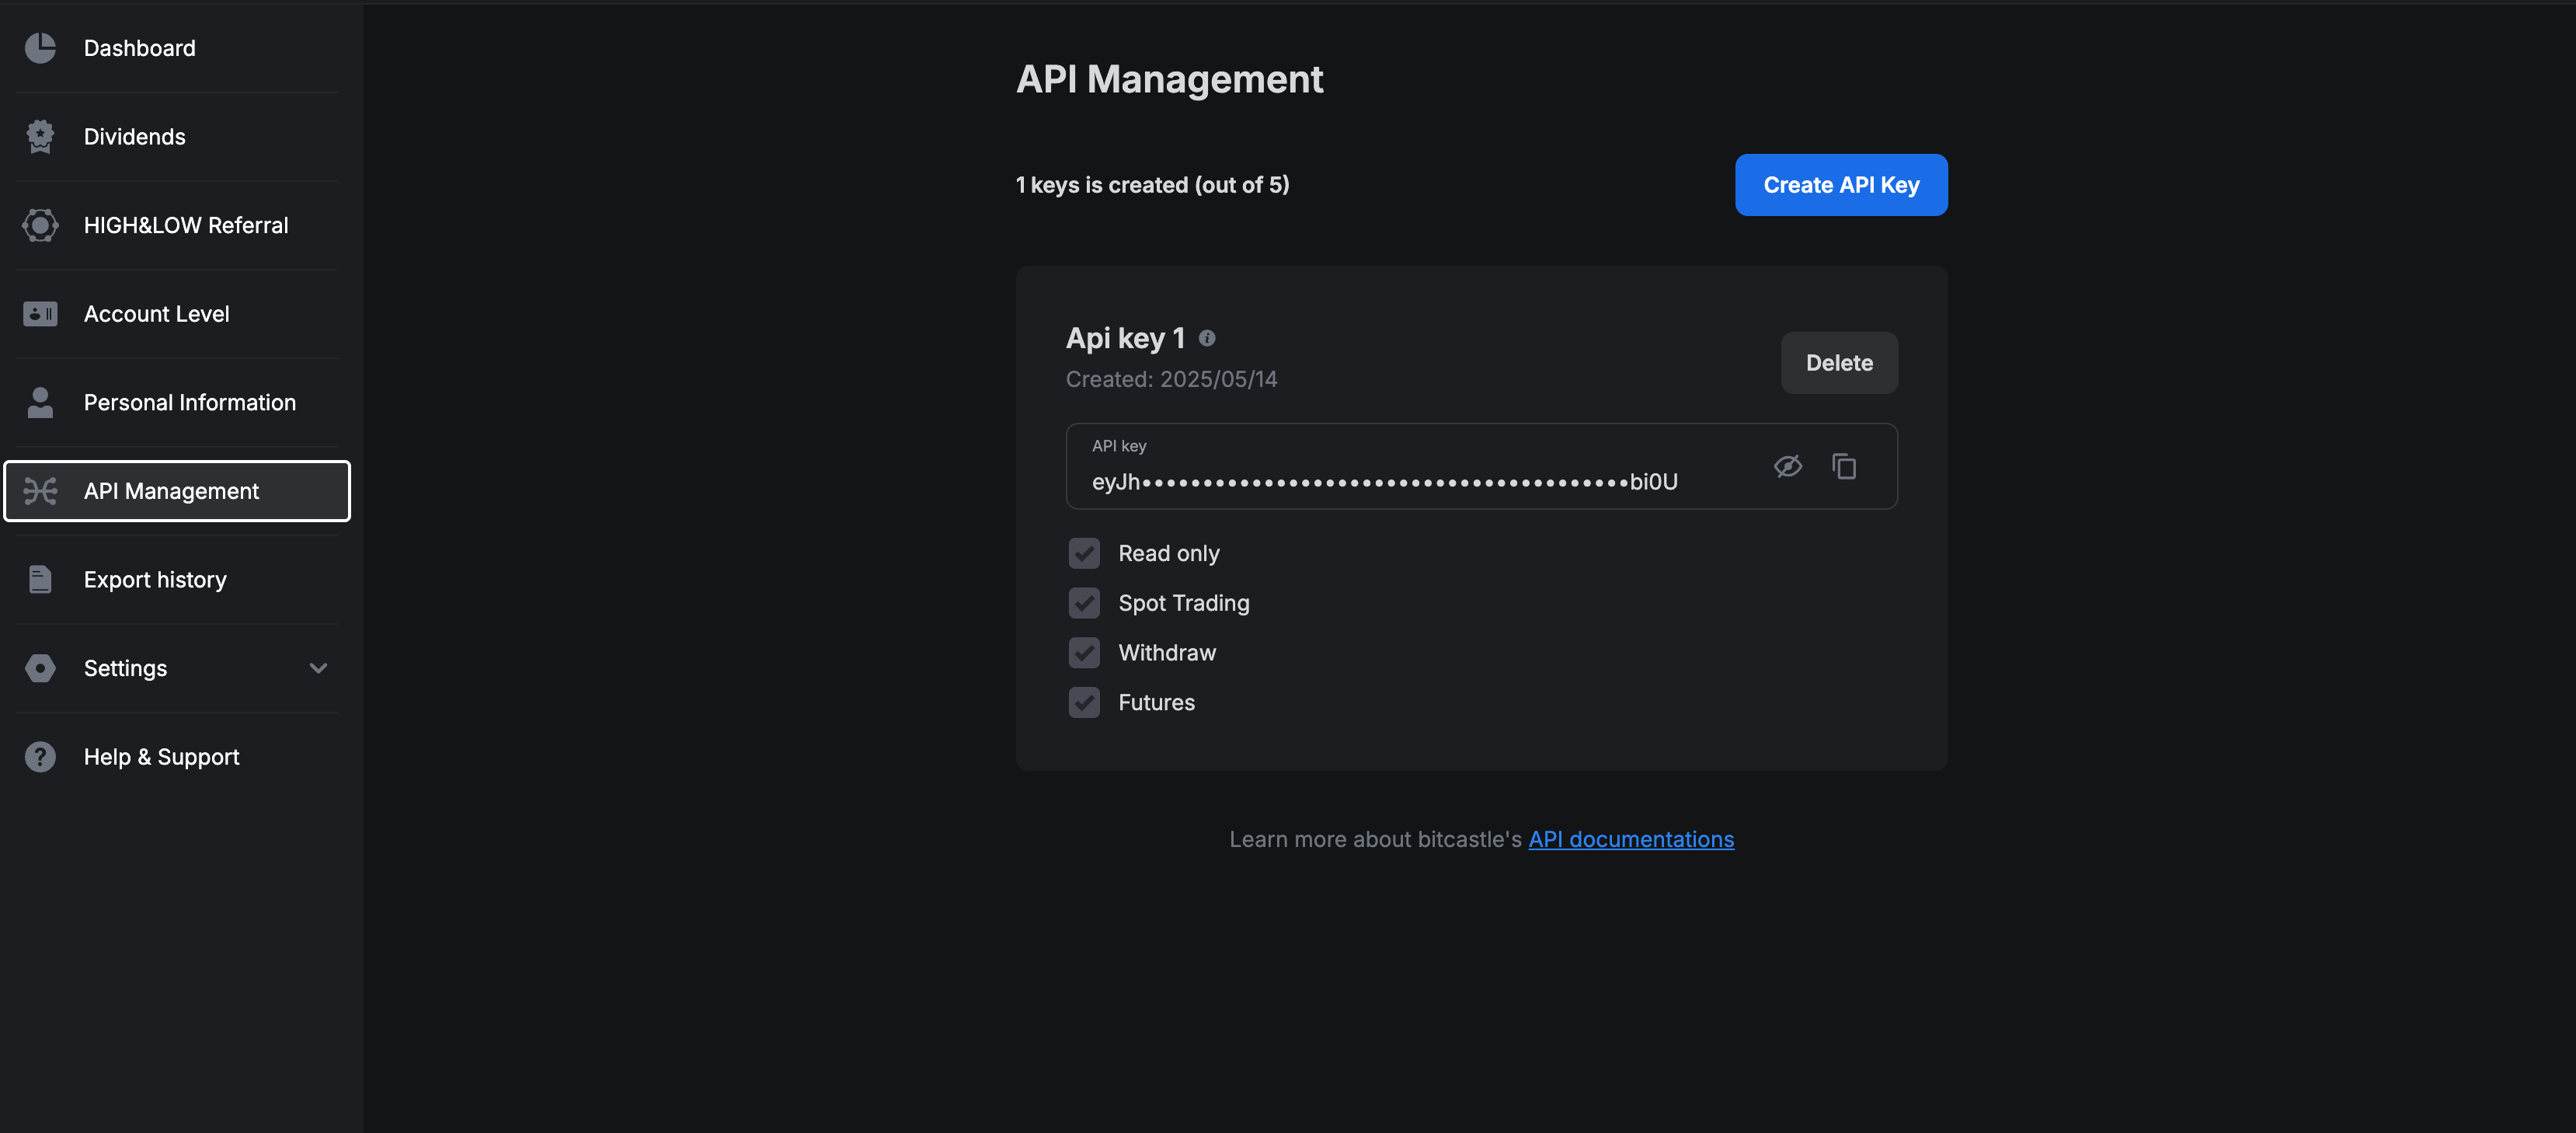 Dashboard
Dividends
HIGH&LOW Referral
Account Level
Personal Information
API Management
Export history
Settings
Help & Support
API Management
1 keys is created (out of 5)
Create API Key
Api key 1
Created: 2025/05/14
Delete
API key
eyJh••••••••••••••••••••••••••••••••••••••••bi0U
Read only
Spot Trading
Withdraw
Futures
Learn more about bitcastle's API documentations